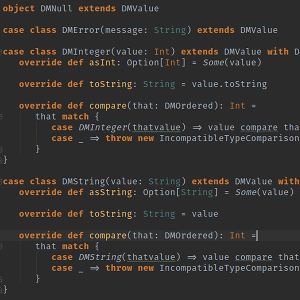 object DMNull extends DMValue
case class DMError(message: String) extends DMValue
case class DMInteger(value: Int) extends DMValue with D
override def asInt: Option[Int] = Some(value)
override def toString: String = value.toString
override def compare(that: DMOrdered): Int =
that match {
case DMInteger(thatvalue) ⇒ value compare that
case _ ⇒ throw new IncompatibleTypeComparison
}
}
case class DMString(value: String) extends DMValue with
override def asString: Option[String] = Some(value)
override def toString: String = value
override def compare(that: DMOrdered): Int =
that match {
case DMString(thatvalue) ⇒ value compare that
case _ ⇒ throw new IncompatibleTypeComparison
}
}